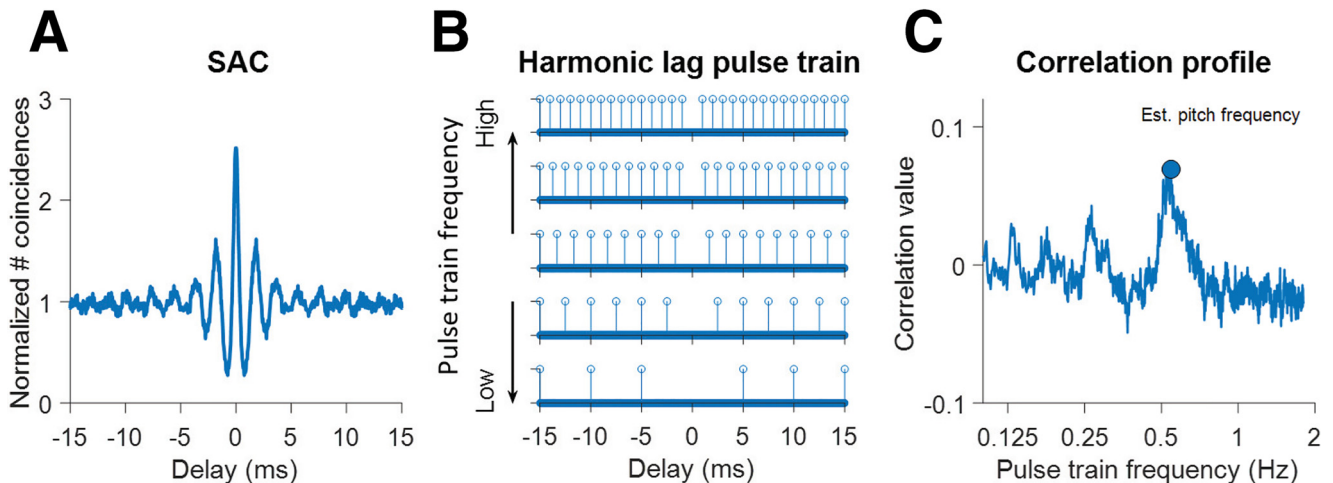 A
SAC
Normalized # coincidences
3
2
1
0
-15 -10 -5 0 5 10 15
Delay (ms)
B
Harmonic lag pulse train
Pulse train frequency
High
Low
-15 -10 -5 0 5 10 15
Delay (ms)
C
Correlation profile
Est. pitch frequency
Correlation value
0.1
0
-0.1
0.125 0.25 0.5 1 2
Pulse train frequency (Hz)